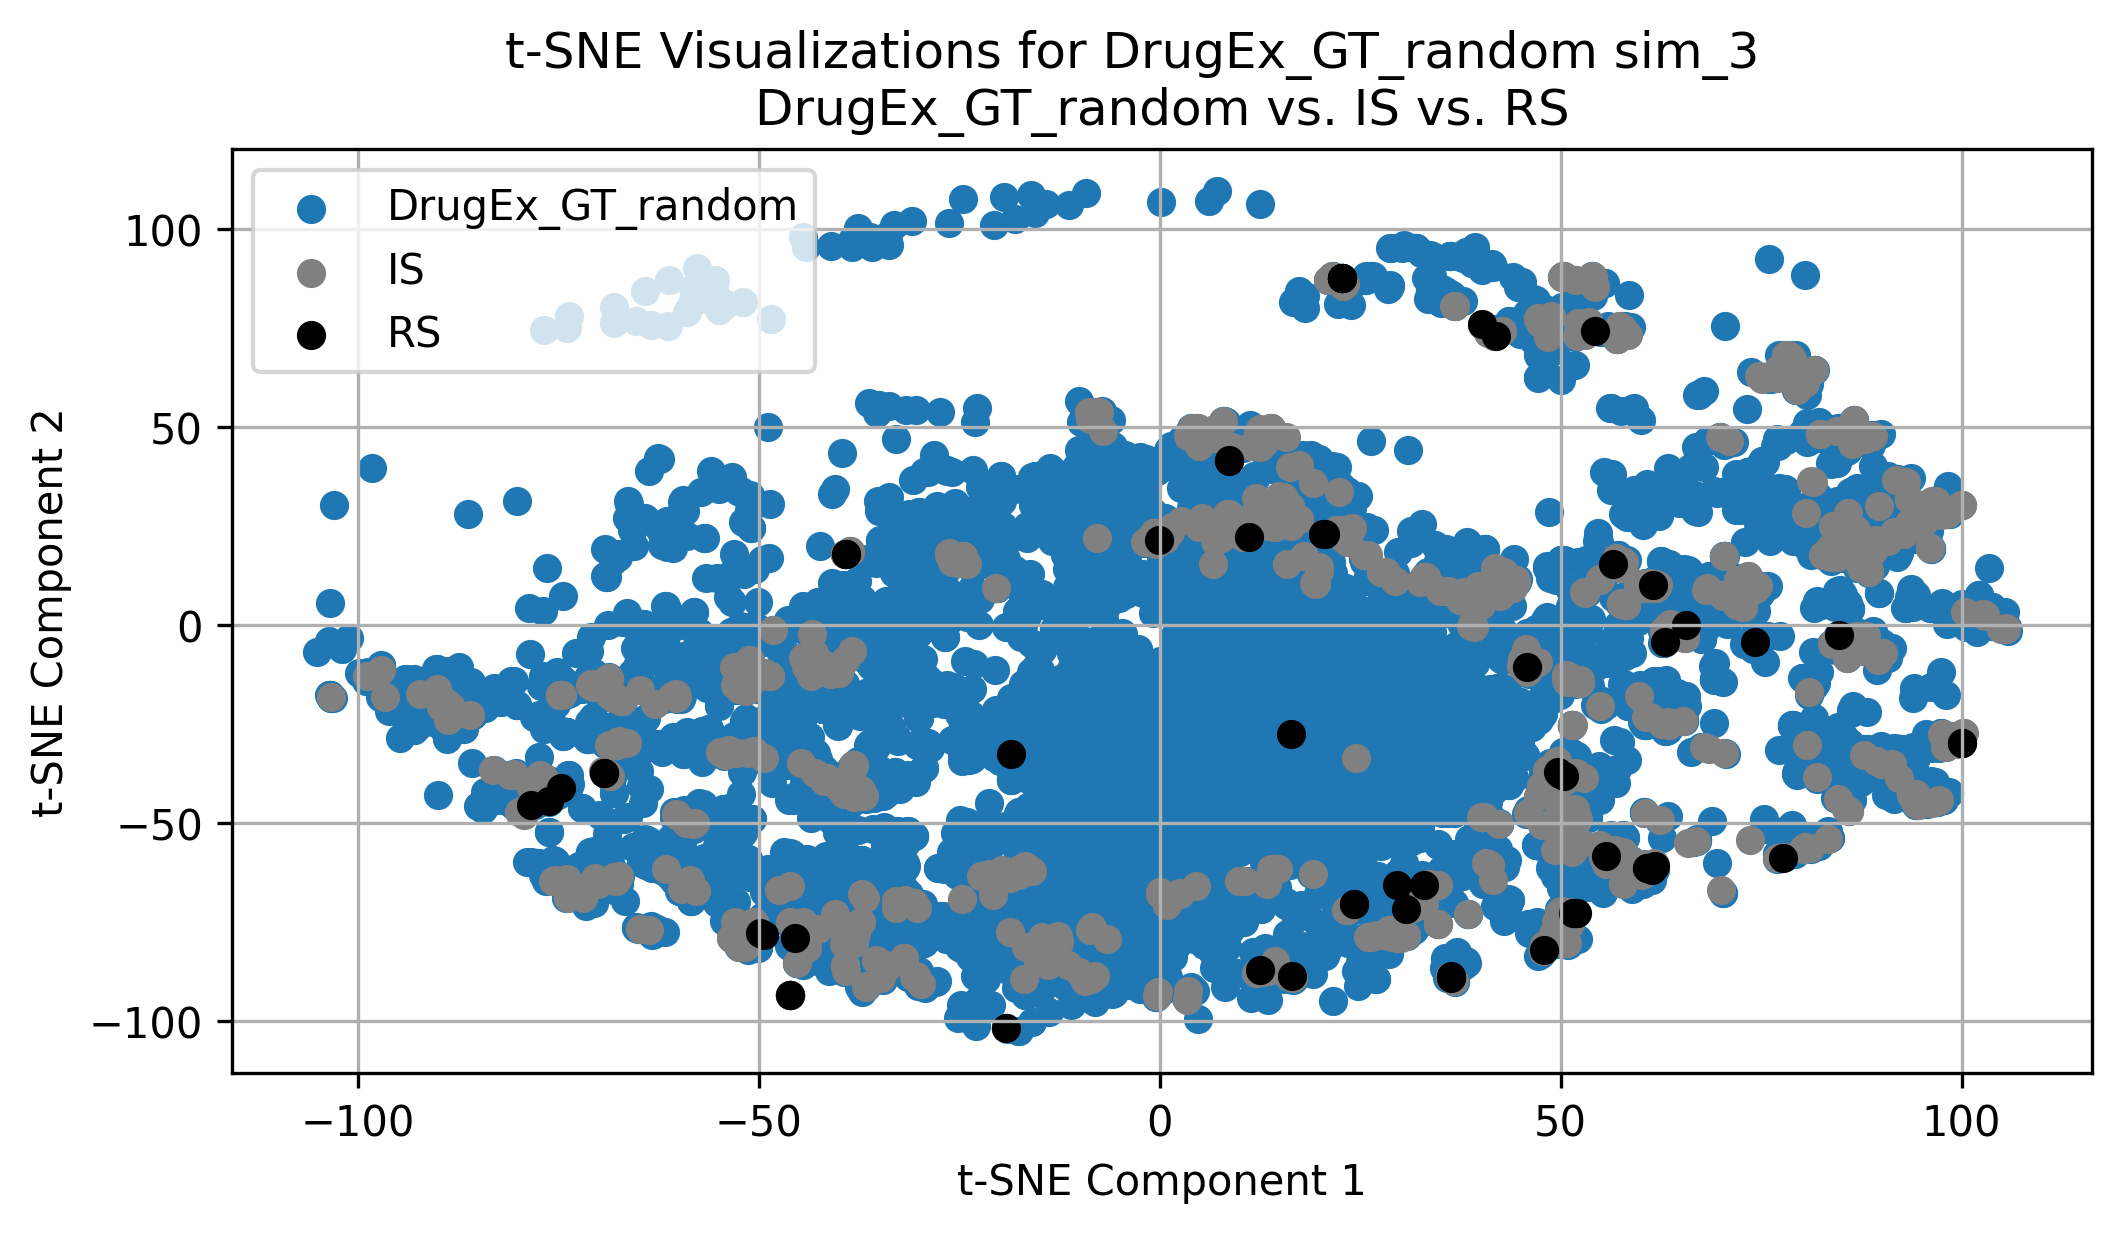 t-SNE Visualizations for DrugEx_GT_random sim_3
DrugEx_GT_random vs. IS vs. RS
DrugEx_GT_random
IS
RS
100
50
0
−50
−100
t-SNE Component 2
−100
−50
0
50
100
t-SNE Component 1